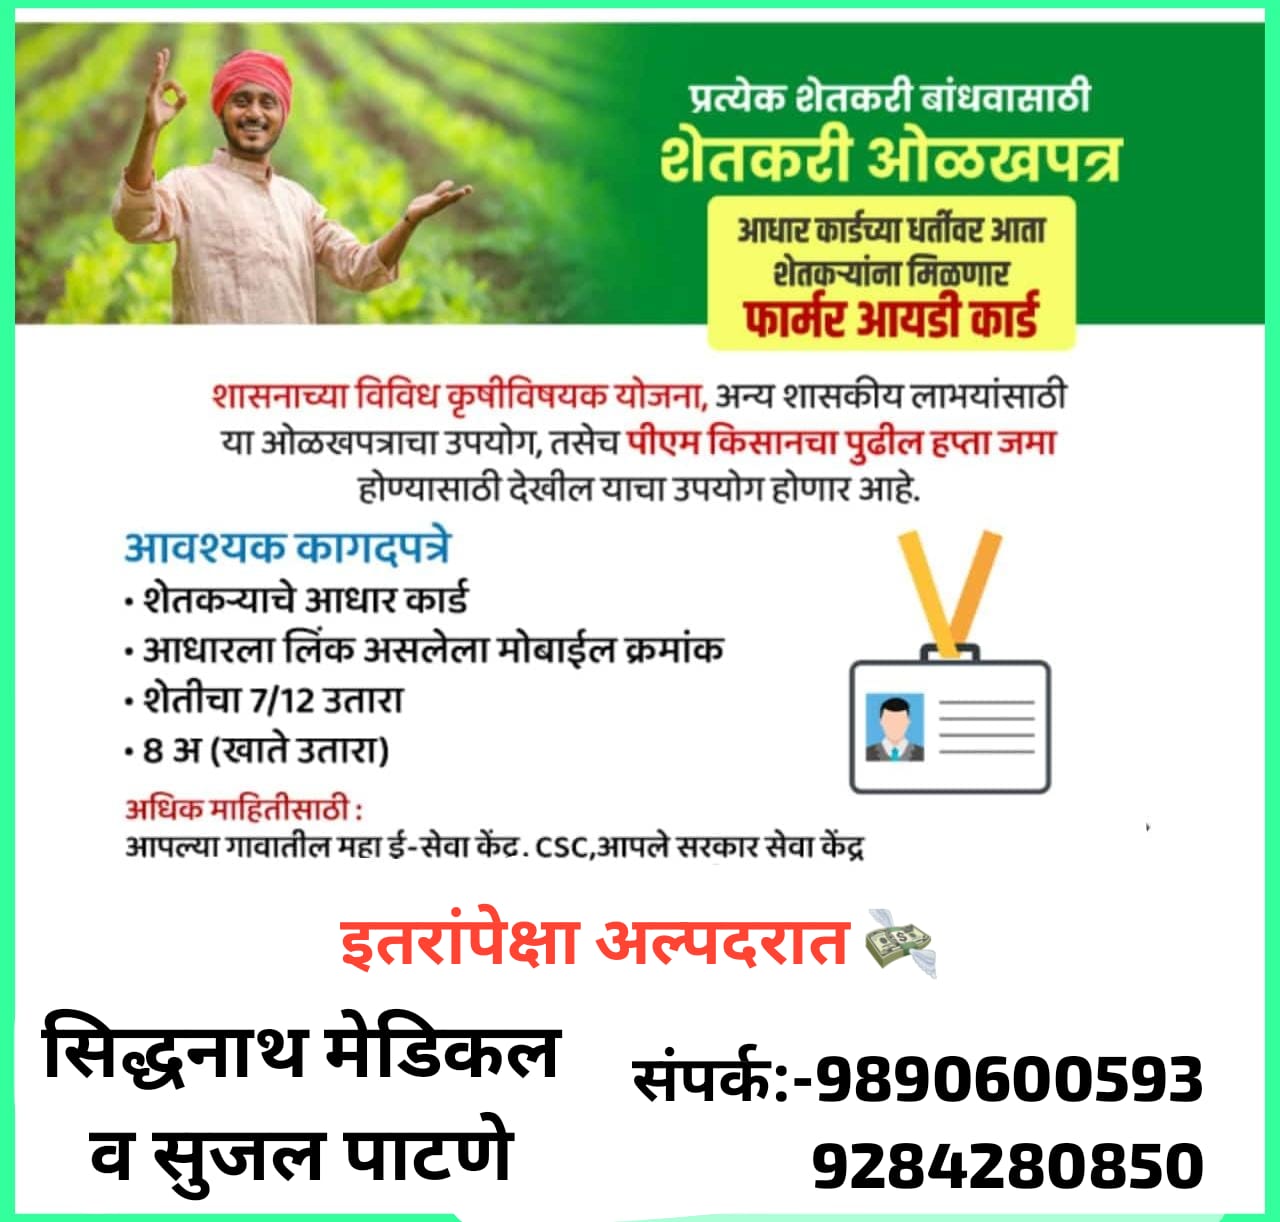 प्रत्येक शेतकरी बांधवासाठी
शेतकरी ओळखपत्र
आधार कार्डच्या धर्तीवर आता
शेतकऱ्यांना मिळणार
फार्मर आयडी कार्ड
शासनाच्या विविध कृषीविषयक योजना, अन्य शासकीय लाभयांसाठी
या ओळखपत्राचा उपयोग, तसेच पीएम किसानचा पुढील हप्ता जमा
होण्यासाठी देखील याचा उपयोग होणार आहे.
आवश्यक कागदपत्रे
• शेतकऱ्याचे आधार कार्ड
• आधारला लिंक असलेला मोबाईल क्रमांक
• शेतीचा 7/12 उतारा
• 8 अ (खाते उतारा)
अधिक माहितीसाठी :
आपल्या गावातील महा ई-सेवा केंद्र. CSC,आपले सरकार सेवा केंद्र
इतरांपेक्षा अल्पदरात 💸
सिद्धनाथ मेडिकल
व सुजल पाटणे
संपर्क:-9890600593
9284280850